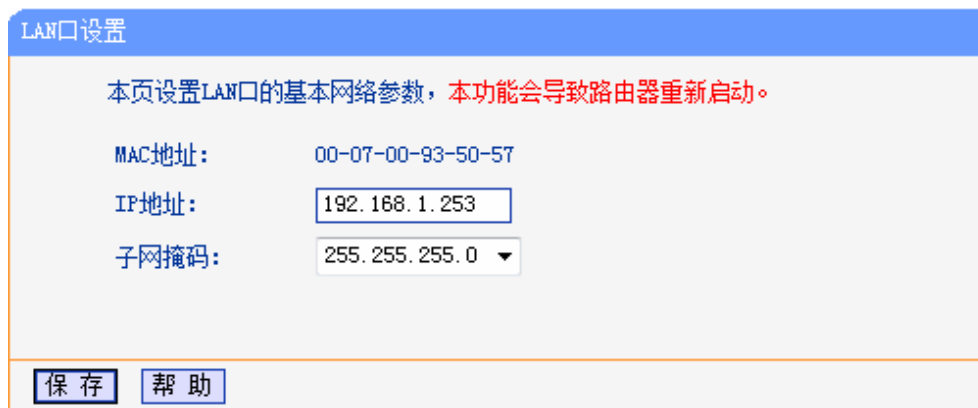 LAN口设置
本页设置LAN口的基本网络参数，本功能会导致路由器重新启动。
MAC地址： 00-07-00-93-50-57
IP地址： 192.168.1.253
子网掩码： 255.255.255.0
保 存 帮 助